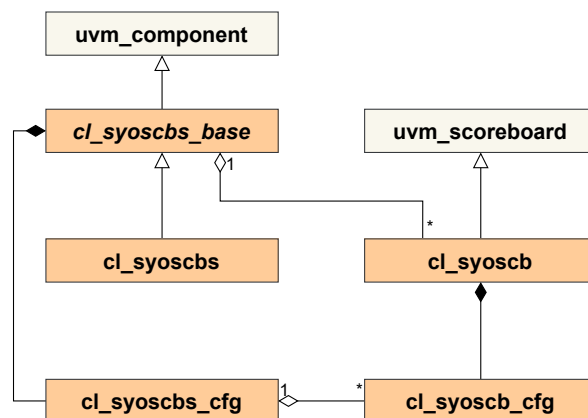 uvm_component
cl_syoscbs_base
uvm_scoreboard
1
*
cl_syoscbs
cl_syoscb
cl_syoscbs_cfg
1
*
cl_syoscb_cfg